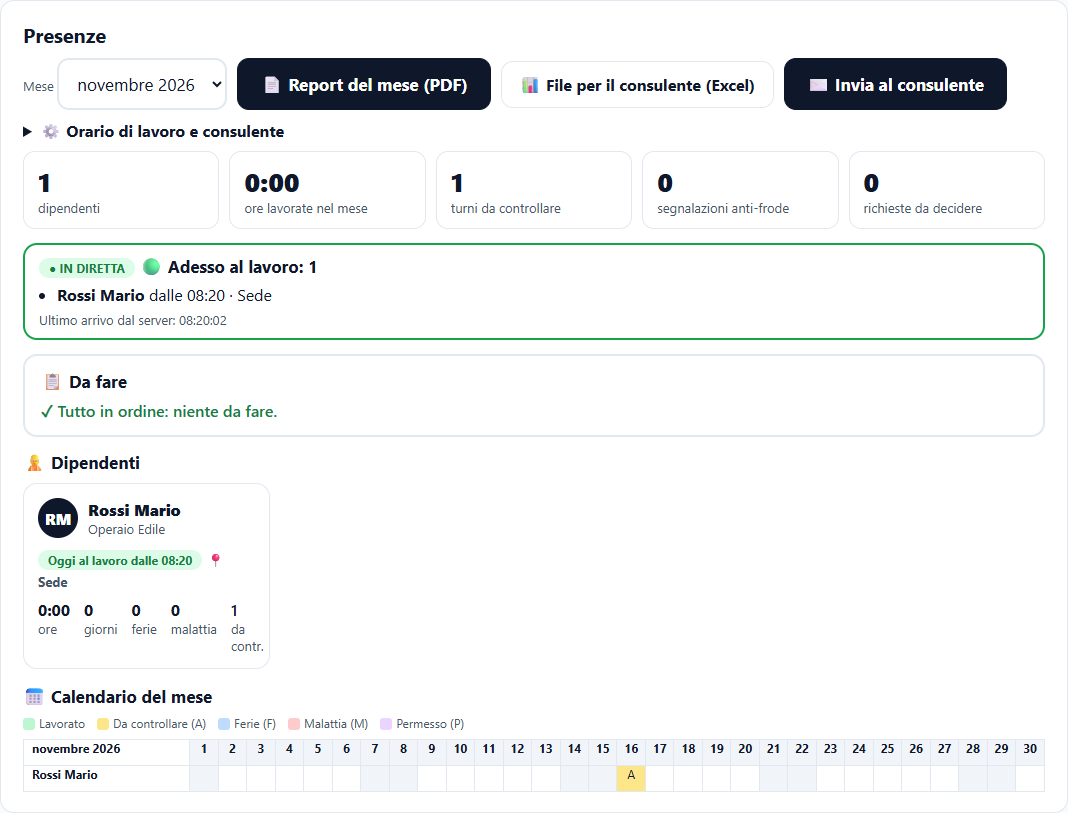 Presenze
Mese novembre 2026 Report del mese (PDF) File per il consulente (Excel) Invia al consulente
Orario di lavoro e consulente
1 0:00 1 0 0
dipendenti ore lavorate nel mese turni da controllare segnalazioni anti-frode richieste da decidere
● IN DIRETTA Adesso al lavoro: 1
• Rossi Mario dalle 08:20 · Sede
Ultimo arrivo dal server: 08:20:02
Da fare
✓ Tutto in ordine: niente da fare.
Dipendenti
RM Rossi Mario
Operaio Edile
Oggi al lavoro dalle 08:20
Sede
0:00 0 0 0 1
ore giorni ferie malattia da
contr.
Calendario del mese
Lavorato Da controllare (A) Ferie (F) Malattia (M) Permesso (P)
novembre 2026 1 2 3 4 5 6 7 8 9 10 11 12 13 14 15 16 17 18 19 20 21 22 23 24 25 26 27 28 29 30
Rossi Mario A